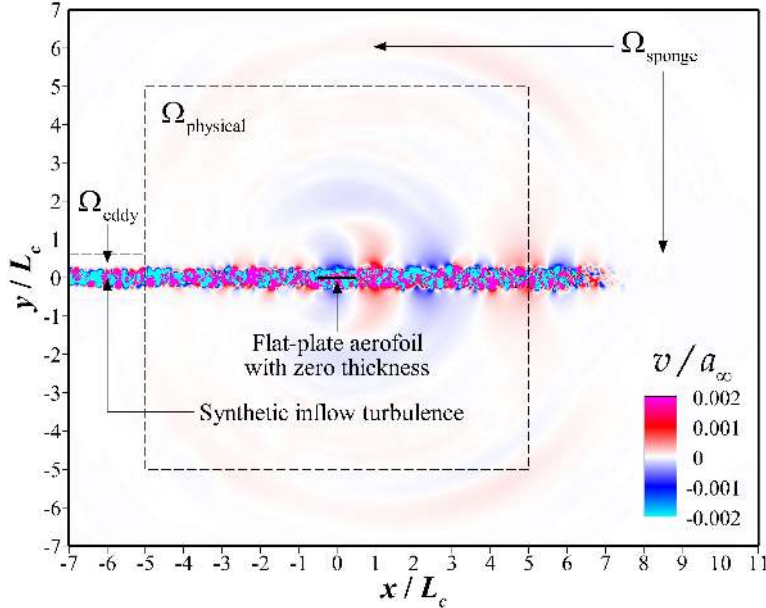 7
6
5
4
3
2
1
0
-1
-2
-3
-4
-5
-6
-7
y / L_c
Ω_sponge
Ω_physical
Ω_eddy
Flat-plate aerofoil
with zero thickness
Synthetic inflow turbulence
v / a_∞
0.002
0.001
0
-0.001
-0.002
-7 -6 -5 -4 -3 -2 -1 0 1 2 3 4 5 6 7 8 9 10 11
x / L_c